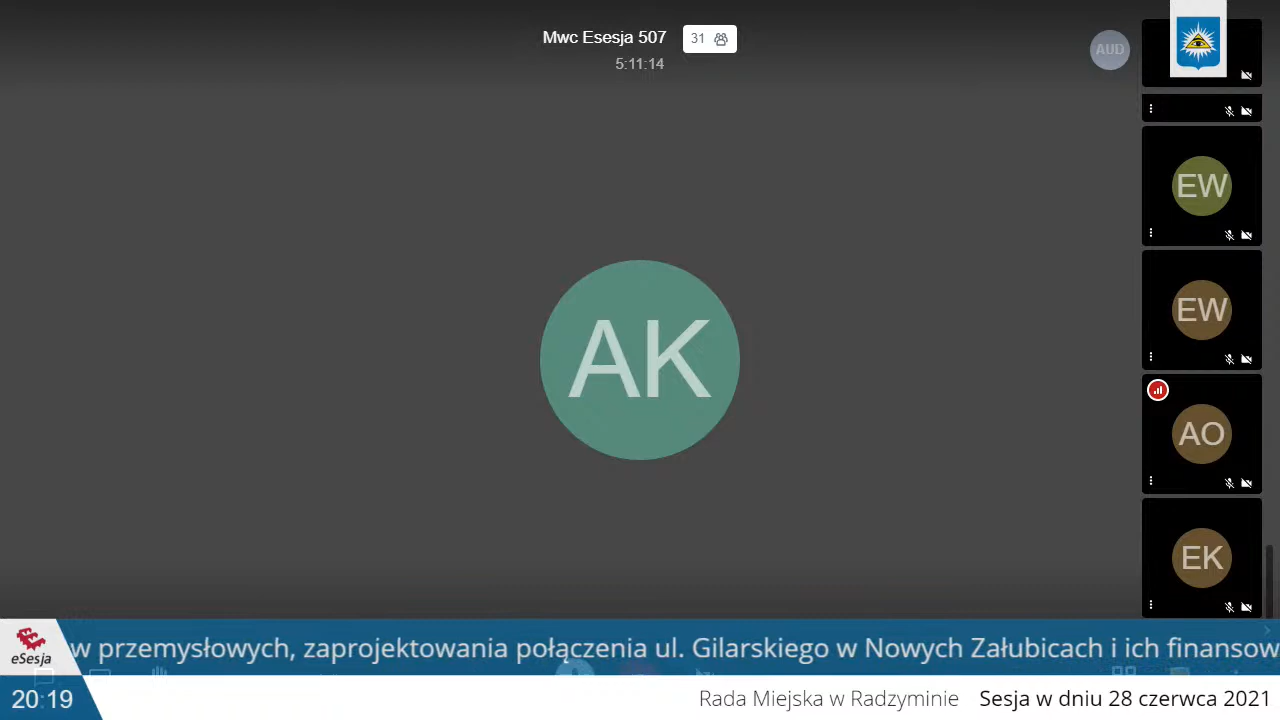 Mwc Esesja 507
31
5:11:14
AUD
EW
EW
AK
AO
EK
eSesja
w przemysłowych, zaprojektowania połączenia ul. Gilarskiego w Nowych Załubicach i ich finansow
20:19
Rada Miejska w Radzyminie Sesja w dniu 28 czerwca 2021